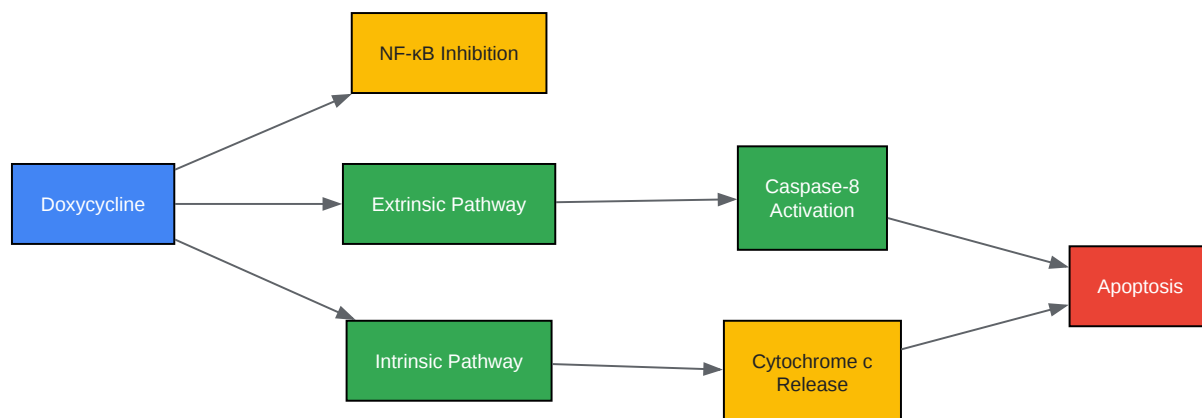 NF-κB Inhibition
Doxycycline
Extrinsic Pathway
Caspase-8
Activation
Apoptosis
Intrinsic Pathway
Cytochrome c
Release